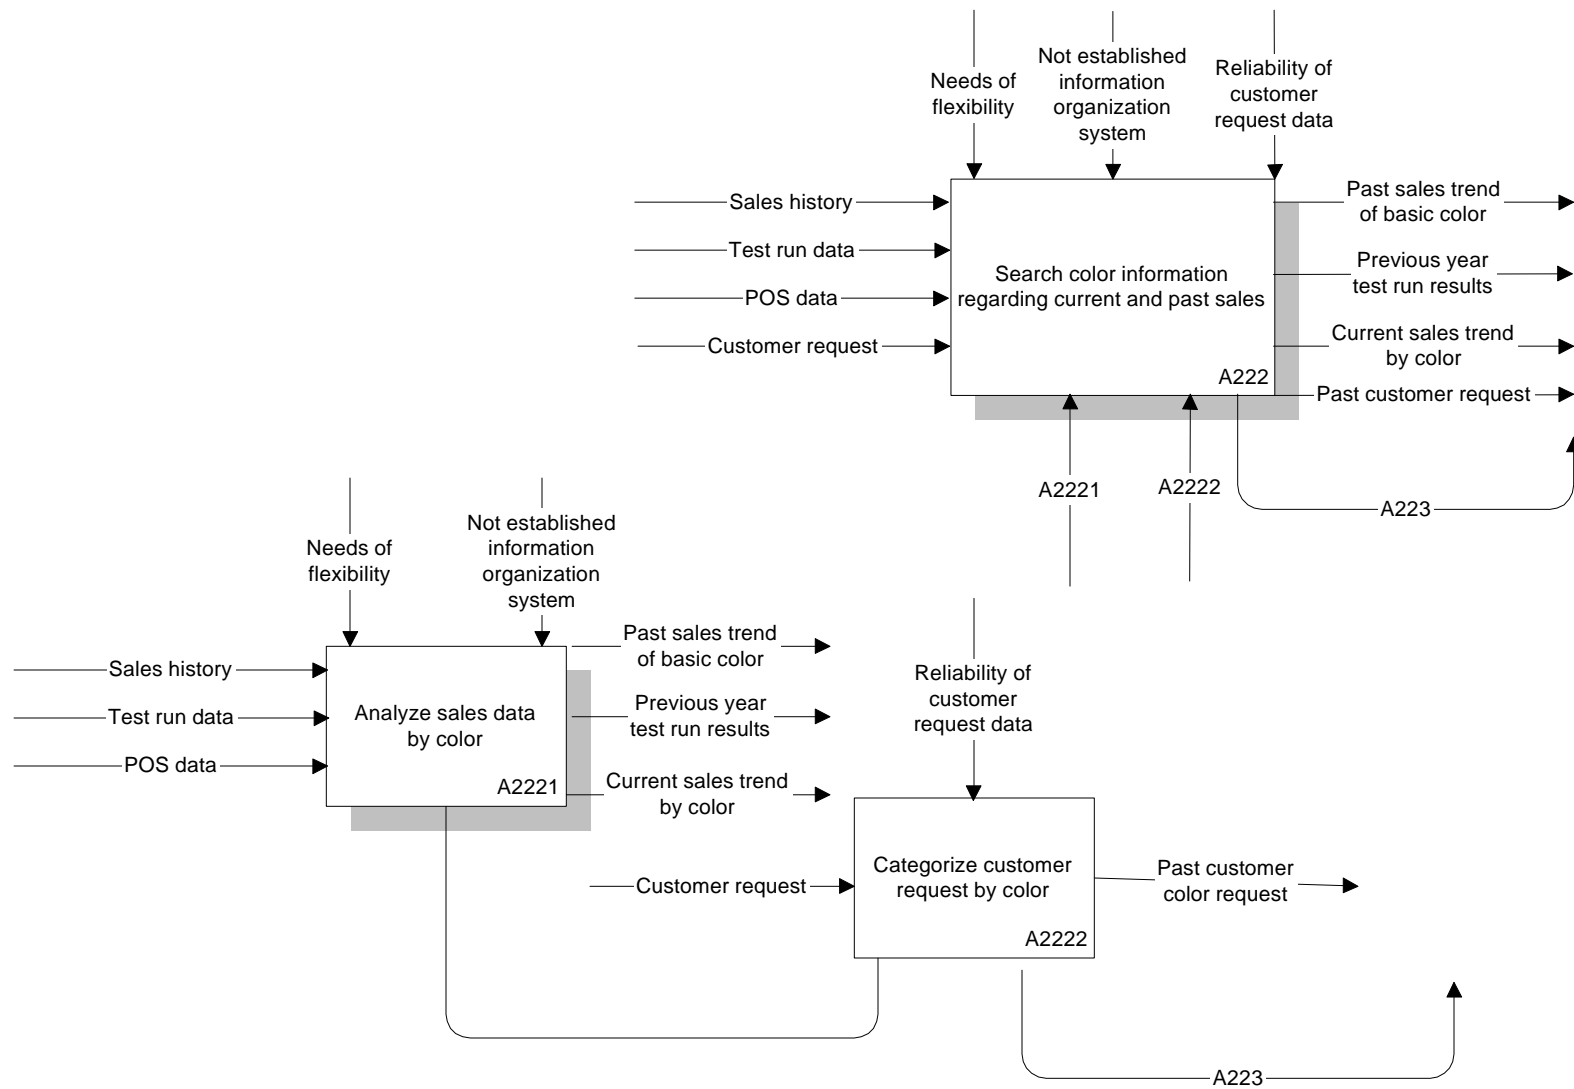 Needs of
flexibility
Not established
information
organization
system
Reliability of
customer
request data
Sales history
Test run data
POS data
Customer request
Search color information
regarding current and past sales
A222
Past sales trend
of basic color
Previous year
test run results
Current sales trend
by color
Past customer request
A2221
A2222
A223
Needs of
flexibility
Not established
information
organization
system
Sales history
Test run data
POS data
Analyze sales data
by color
A2221
Past sales trend
of basic color
Previous year
test run results
Current sales trend
by color
Reliability of
customer
request data
Customer request
Categorize customer
request by color
A2222
Past customer
color request
A223